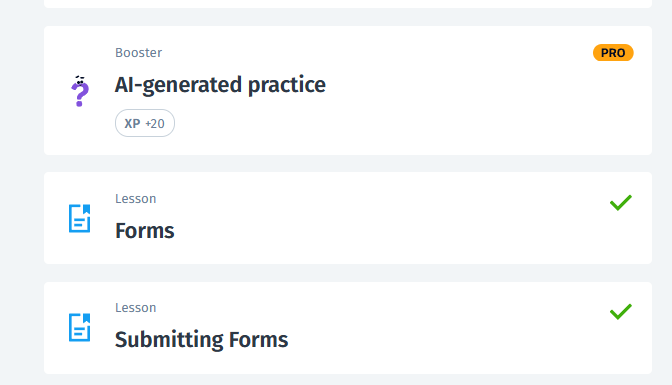 Booster
PRO
AI-generated practice
XP +20
Lesson
Forms
Lesson
Submitting Forms